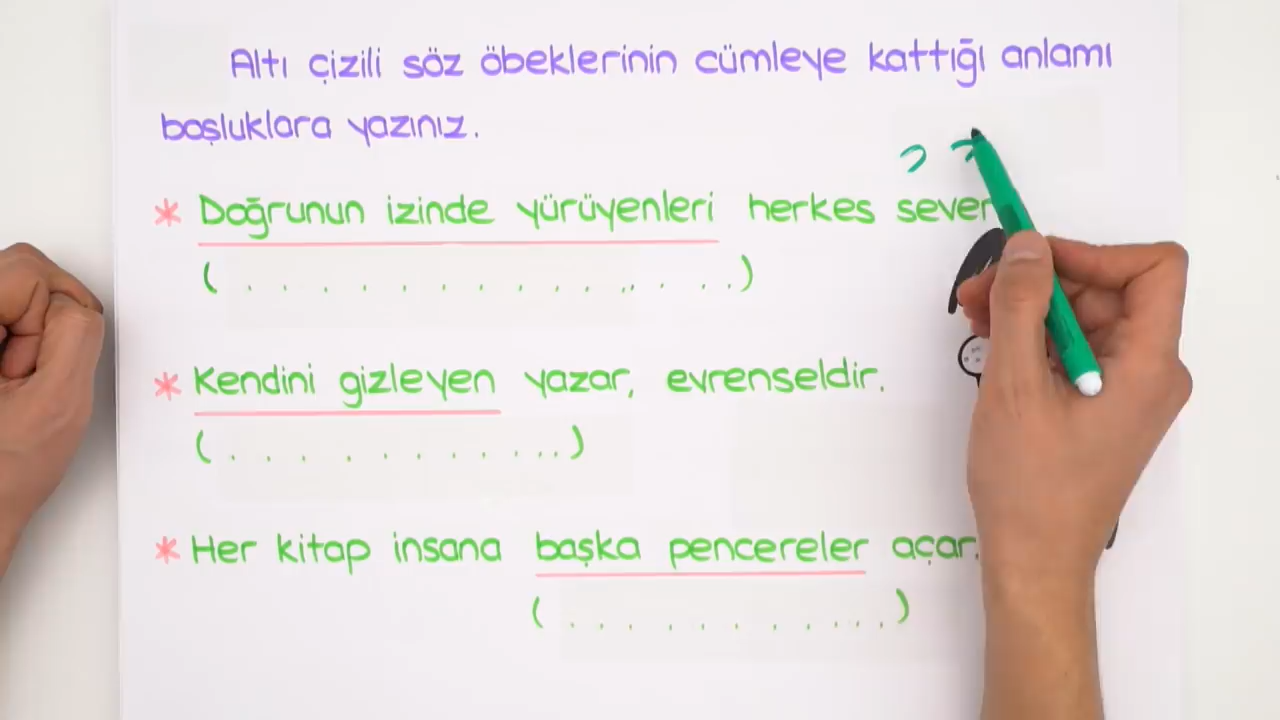 Altı çizili söz öbeklerinin cümleye kattığı anlamı
boşluklara yazınız.
? ?
* Doğrunun izinde yürüyenleri herkes sever
( . . . . . . . . . . . . . . )
* Kendini gizleyen yazar, evrenseldir.
( . . . . . . . . . . . )
* Her kitap insana başka pencereler açar.
( . . . . . . . . . . )